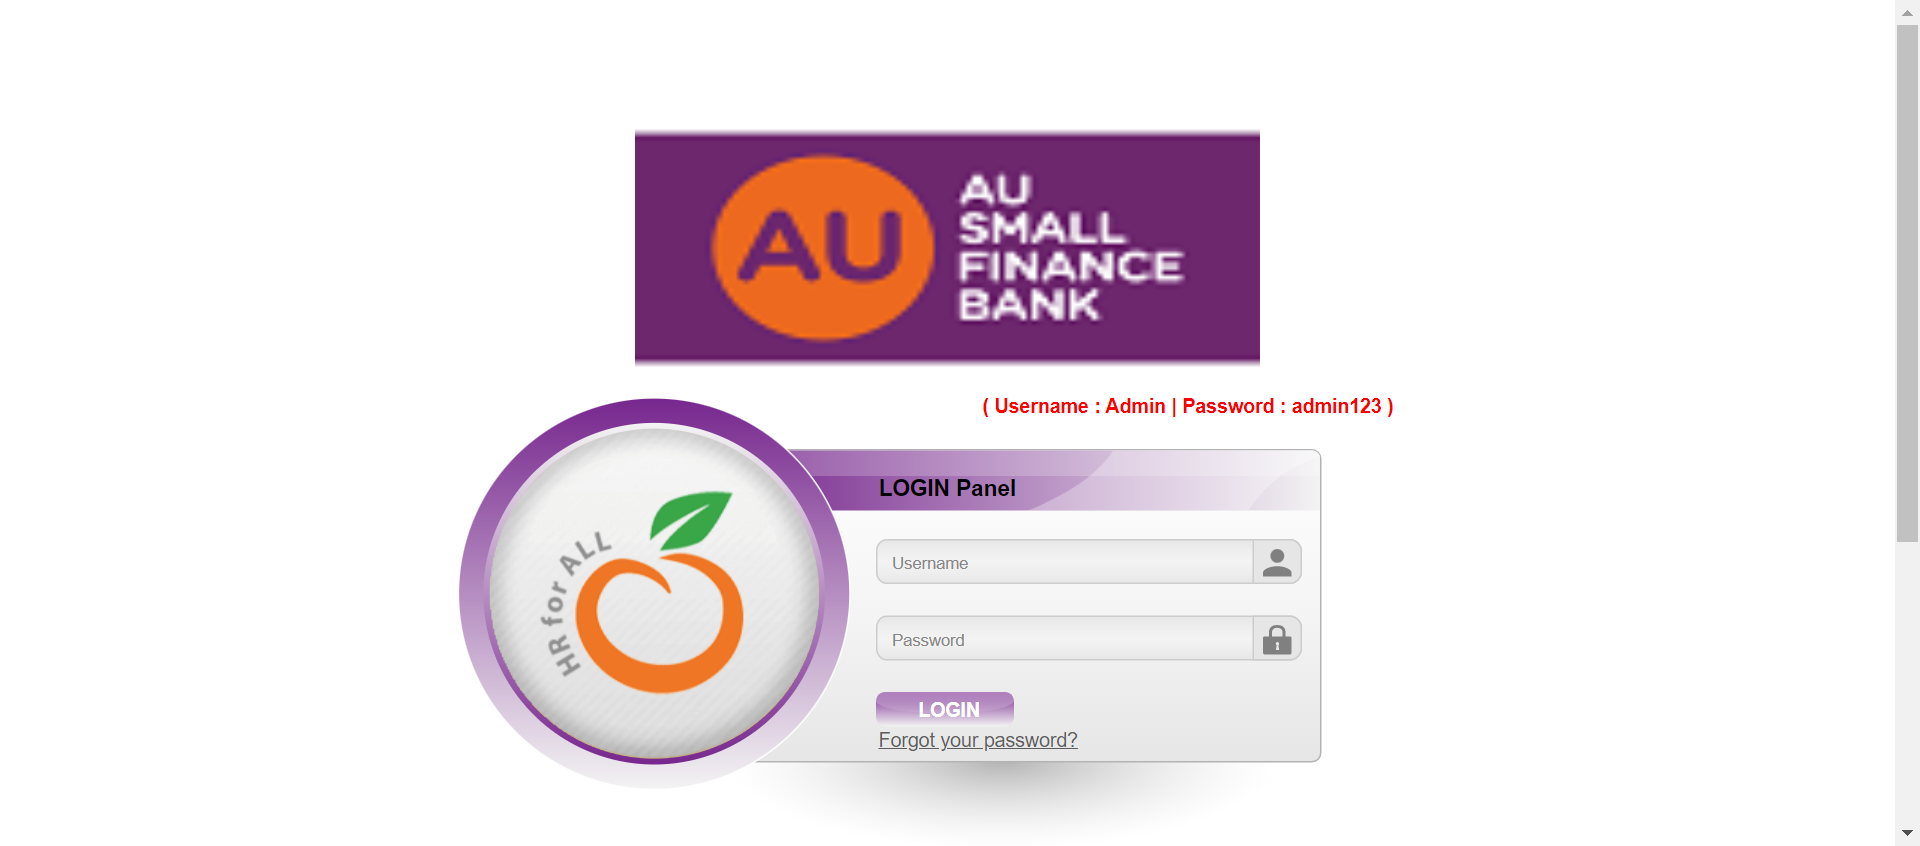 AU
AU
SMALL
FINANCE
BANK
( Username : Admin | Password : admin123 )
HR for ALL
LOGIN Panel
Username
Password
LOGIN
Forgot your password?